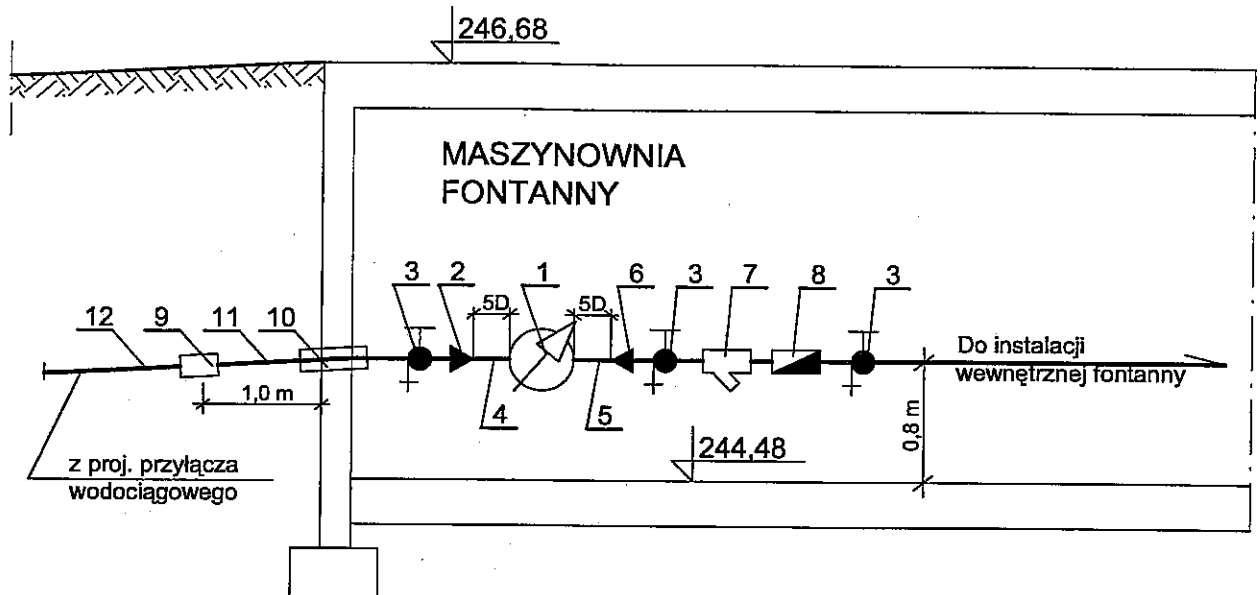 246,68
MASZYNOWNIA
FONTANNY
3 2 5D 1 5D 6 3 7 8 3
12 9 11 10
Do instalacji
wewnętrznej fontanny
1,0 m
4 5
0,8 m
244,48
z proj. przyłącza
wodociągowego